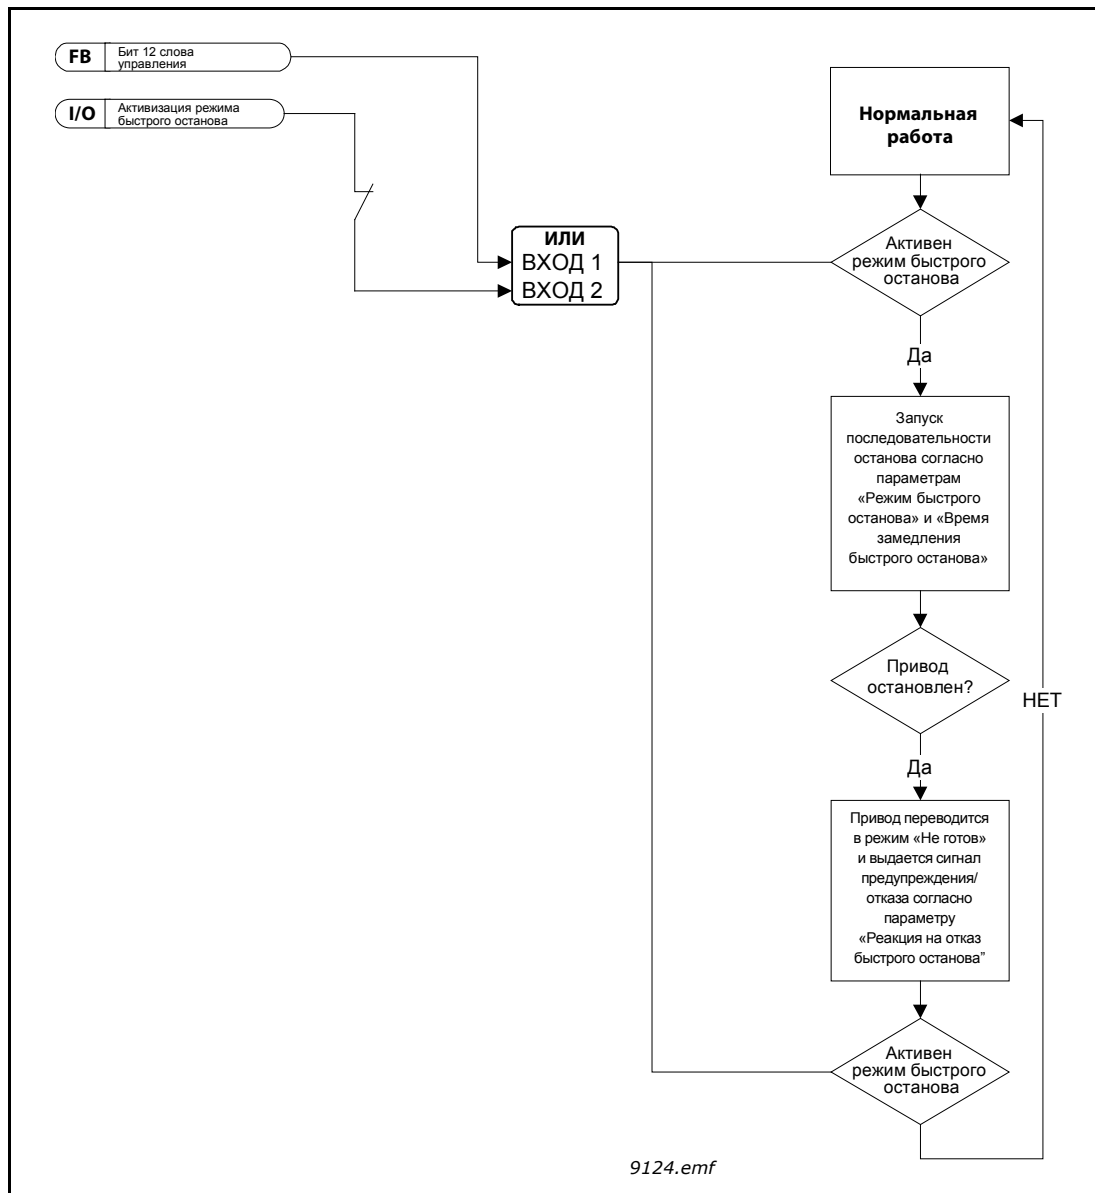 FB
Бит 12 слова
управления
I/O
Активизация режима
быстрого останова
ИЛИ
ВХОД 1
ВХОД 2
Нормальная
работа
Активен
режим быстрого
останова
Да
Запуск
последовательности
останова согласно
параметрам
«Режим быстрого
останова» и «Время
замедления
быстрого останова»
Привод
остановлен?
НЕТ
Да
Привод переводится
в режим «Не готов»
и выдается сигнал
предупреждения/
отказа согласно
параметру
«Реакция на отказ
быстрого останова”
Активен
режим быстрого
останова
9124.emf